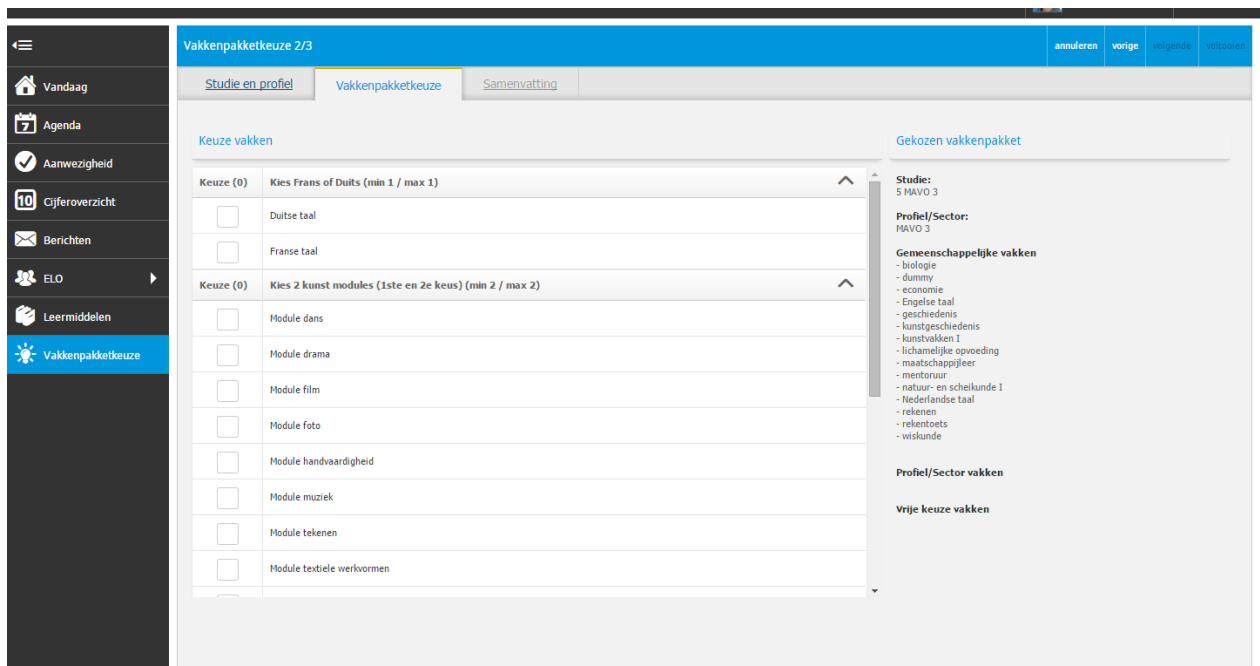 Vakkenpakketkeuze 2/3
annuleren
vorige
volgende
voltooien
Vandaag
7
Agenda
Aanwezigheid
10
Cijferoverzicht
Berichten
ELO
Leermiddelen
Vakkenpakketkeuze
Studie en profiel
Vakkenpakketkeuze
Samenvatting
Keuze vakken
Keuze (0) Kies Frans of Duits (min 1 / max 1)
Duitse taal
Franse taal
Keuze (0) Kies 2 kunst modules (1ste en 2e keus) (min 2 / max 2)
Module dans
Module drama
Module film
Module foto
Module handvaardigheid
Module muziek
Module tekenen
Module textiele werkvormen
Gekozen vakkenpakket
Studie:
5 MAVO 3
Profiel/Sector:
MAVO 3
Gemeenschappelijke vakken
- biologie
- dummy
- economie
- Engelse taal
- geschiedenis
- kunstgeschiedenis
- kunstvakken I
- lichamelijke opvoeding
- maatschappijleer
- mentoruur
- natuur- en scheikunde I
- Nederlandse taal
- rekenen
- rekentoets
- wiskunde
Profiel/Sector vakken
Vrije keuze vakken